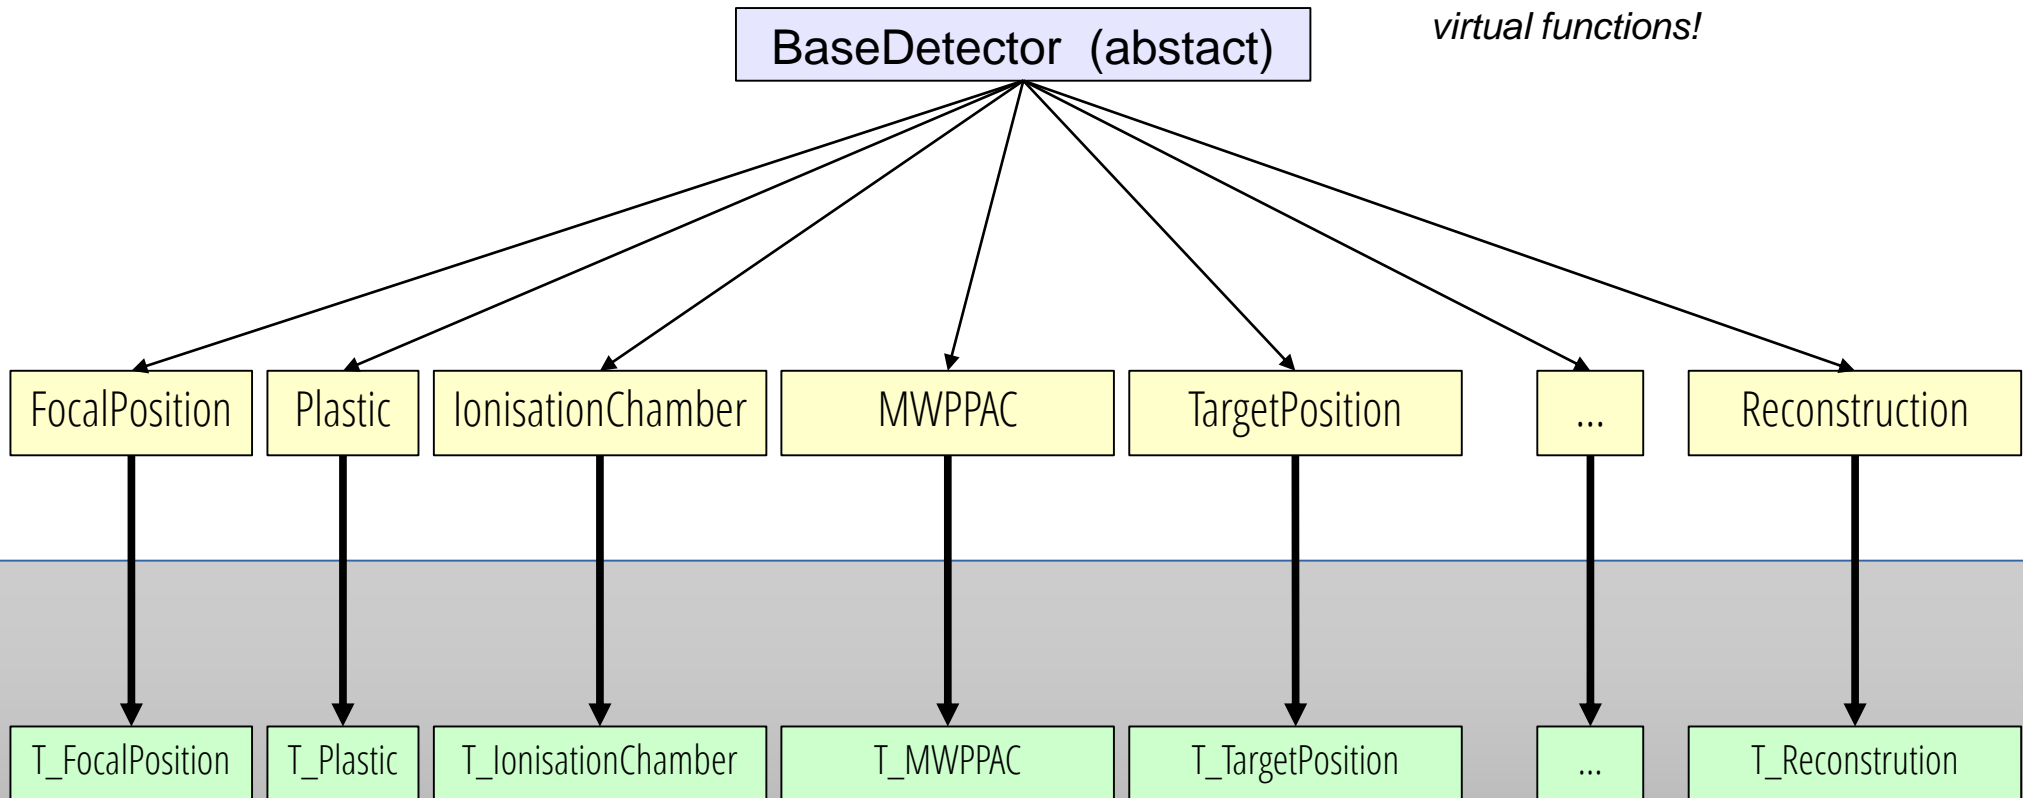 virtual functions!
BaseDetector (abstact)
FocalPosition
Plastic
IonisationChamber
MWPPAC
TargetPosition
...
Reconstruction
T_FocalPosition
T_Plastic
T_IonisationChamber
T_MWPPAC
T_TargetPosition
...
T_Reconstrution